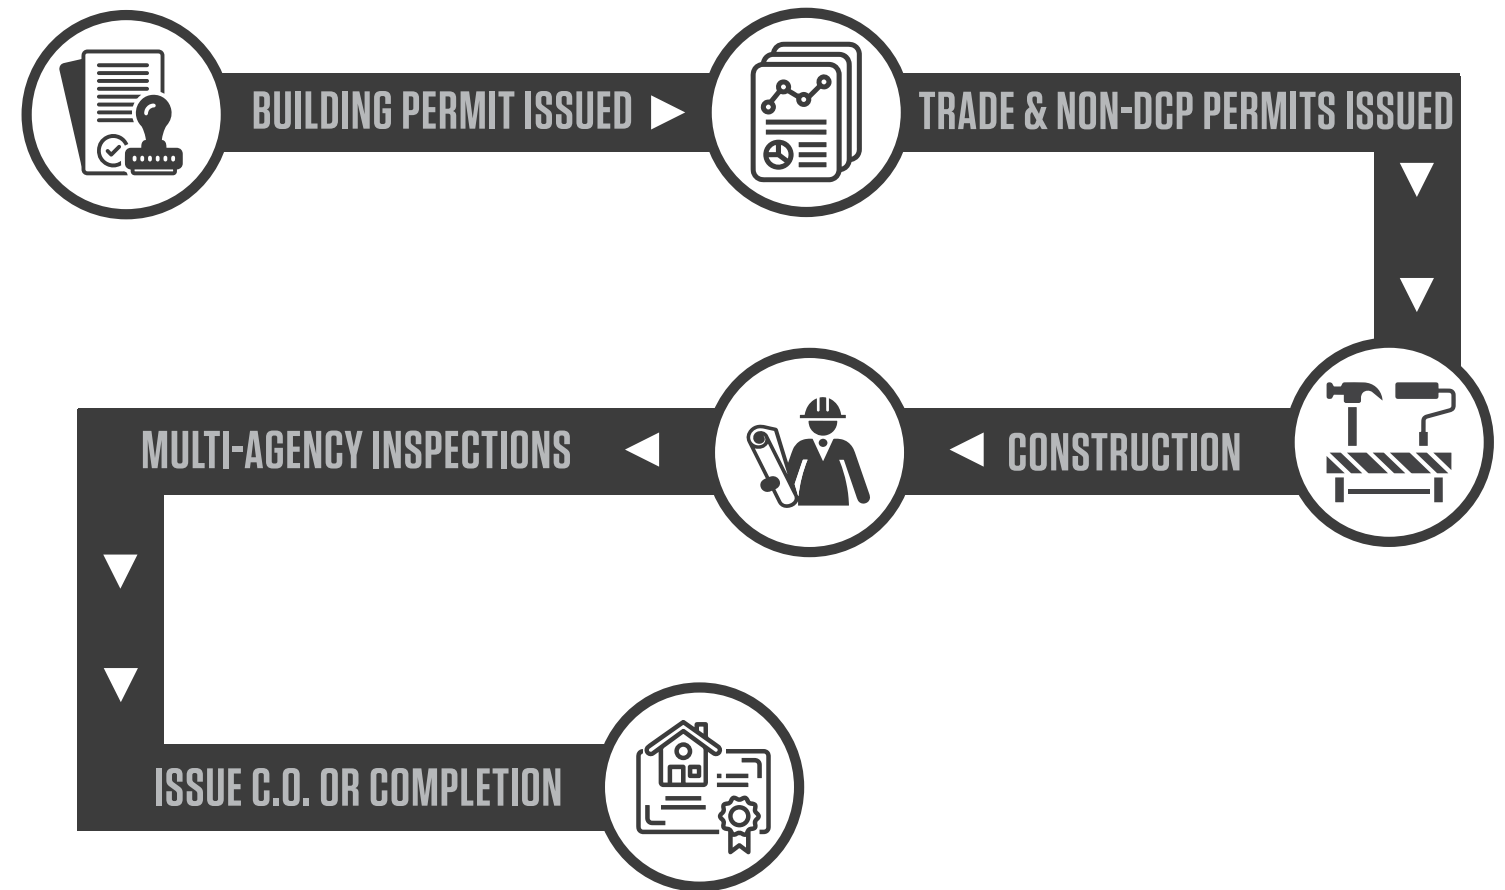 BUILDING PERMIT ISSUED
TRADE & NON-DCP PERMITS ISSUED
CONSTRUCTION
MULTI-AGENCY INSPECTIONS
ISSUE C.O. OR COMPLETION